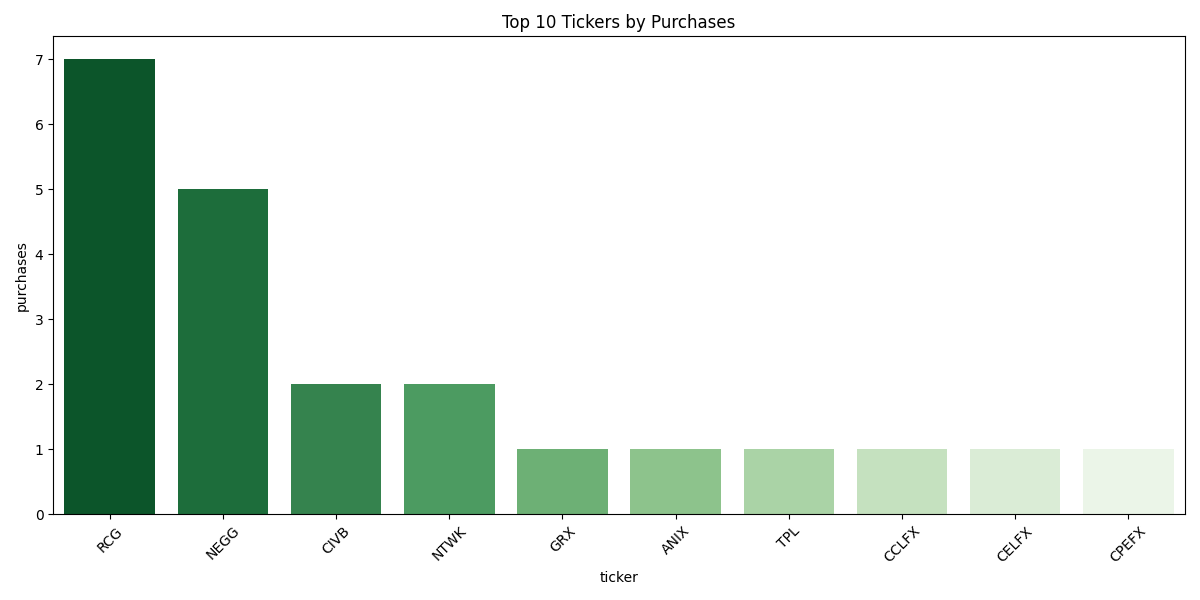 Top 10 Tickers by Purchases
purchases
7
6
5
4
3
2
1
0
RCG
NEGG
CIVB
NTWK
GRX
ANIX
TPL
CCLFX
CELFX
CPEFX
ticker